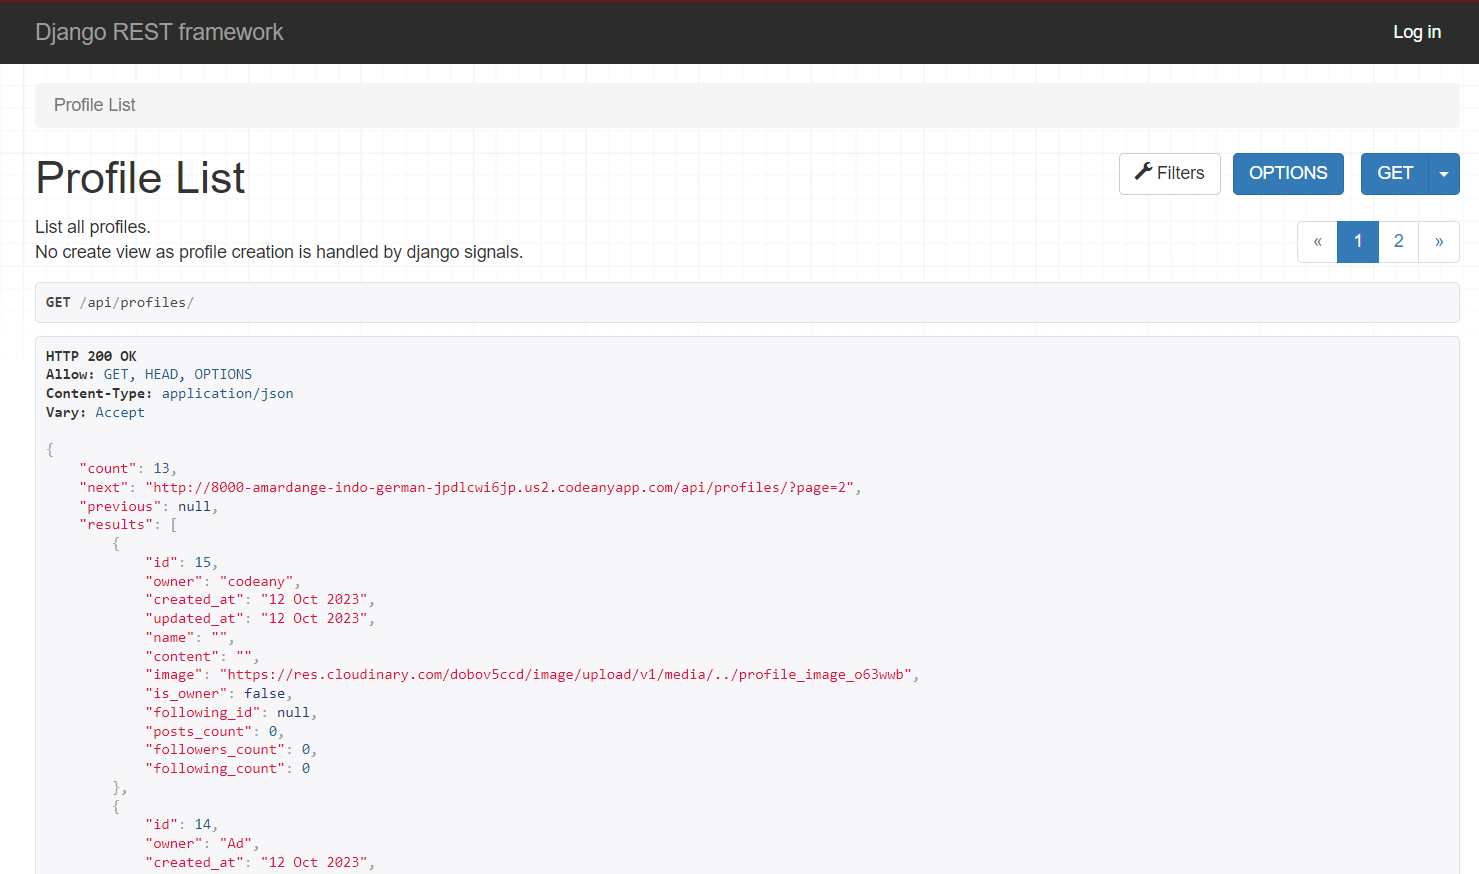 Django REST framework
Log in
Profile List
Profile List
Filters
OPTIONS
GET
List all profiles.
No create view as profile creation is handled by django signals.
« 1 2 »
GET /api/profiles/
HTTP 200 OK
Allow: GET, HEAD, OPTIONS
Content-Type: application/json
Vary: Accept
{
    "count": 13,
    "next": "http://8000-amardange-indo-german-jpdlcwi6jp.us2.codeanyapp.com/api/profiles/?page=2",
    "previous": null,
    "results": [
        {
            "id": 15,
            "owner": "codeany",
            "created_at": "12 Oct 2023",
            "updated_at": "12 Oct 2023",
            "name": "",
            "content": "",
            "image": "https://res.cloudinary.com/dobov5ccd/image/upload/v1/media/../profile_image_o63wwb",
            "is_owner": false,
            "following_id": null,
            "posts_count": 0,
            "followers_count": 0,
            "following_count": 0
        },
        {
            "id": 14,
            "owner": "Ad",
            "created_at": "12 Oct 2023",